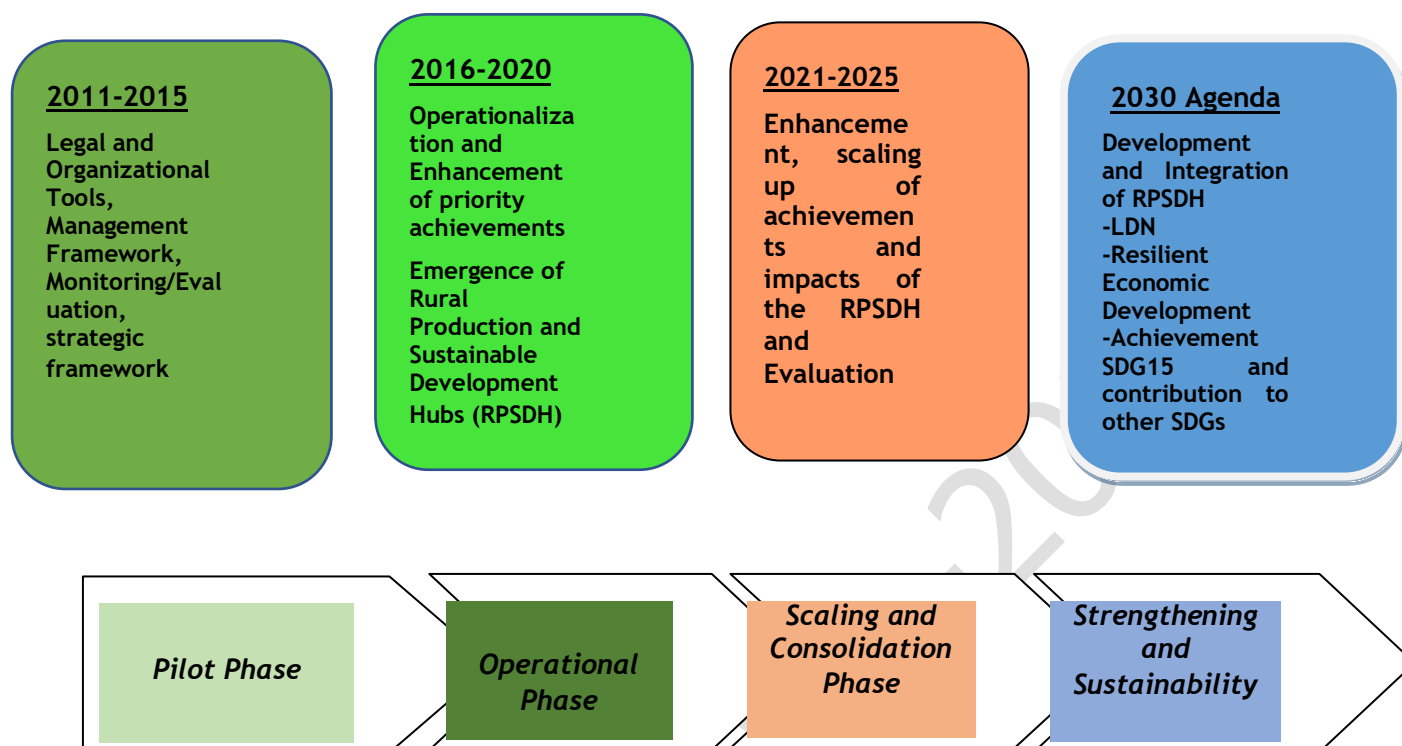 2011-2015
Legal and
Organizational
Tools,
Management
Framework,
Monitoring/Eval
uation,
strategic
framework
2016-2020
Operationaliza
tion and
Enhancement
of priority
achievements
Emergence of
Rural
Production and
Sustainable
Development
Hubs (RPSDH)
2021-2025
Enhanceme
nt, scaling
up of
achievemen
ts and
impacts of
the RPSDH
and
Evaluation
2030 Agenda
Development
and Integration
of RPSDH
-LDN
-Resilient
Economic
Development
-Achievement
SDG15 and
contribution to
other SDGs
Pilot Phase
Operational
Phase
Scaling and
Consolidation
Phase
Strengthening
and
Sustainability